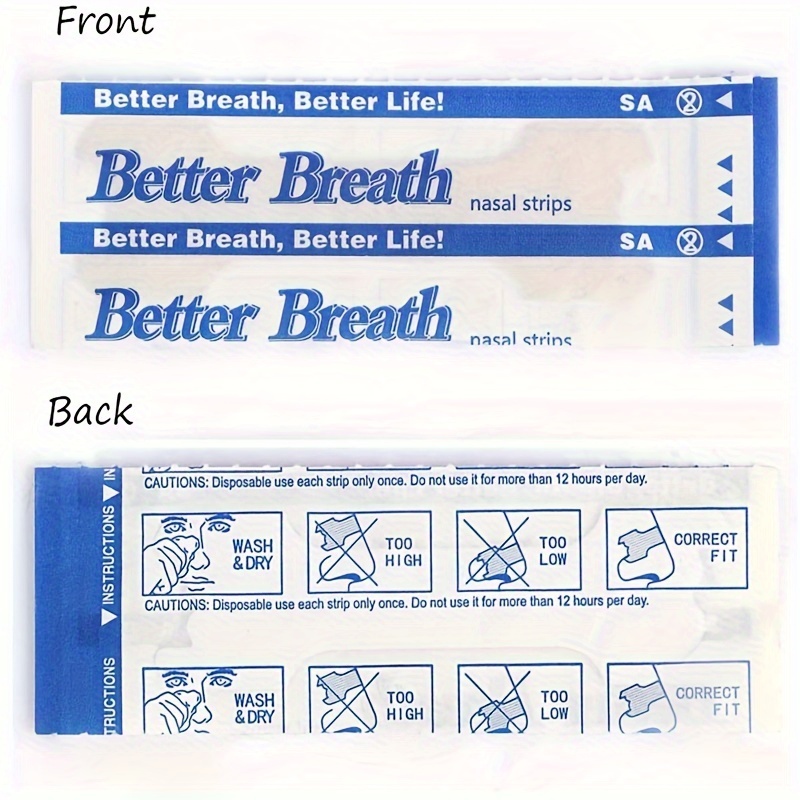 Front
Better Breath, Better Life! SA
Better Breath nasal strips
Better Breath, Better Life! SA
Better Breath nasal strips
Back
CAUTIONS: Disposable use each strip only once. Do not use it for more than 12 hours per day.
INSTRUCTIONS
WASH & DRY
TOO HIGH
TOO LOW
CORRECT FIT
CAUTIONS: Disposable use each strip only once. Do not use it for more than 12 hours per day.
TRUCTIONS
WASH & DRY
TOO HIGH
TOO LOW
CORRECT FIT